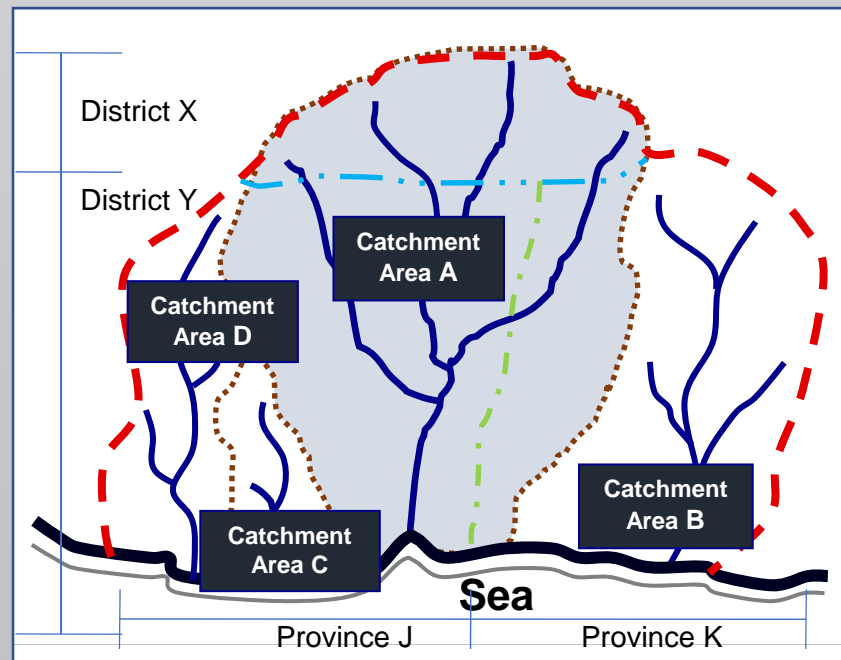 District X
District Y
Catchment
Area A
Catchment
Area D
Catchment
Area B
Catchment
Area C
Sea
Province J
Province K